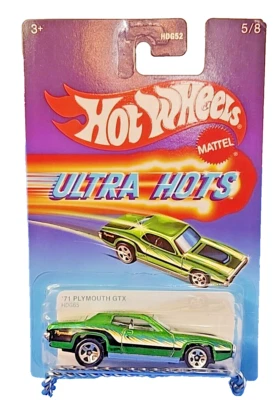 3+
HDG52
5/8
Hot Wheels
MATTEL
ULTRA HOTS
'71 PLYMOUTH GTX